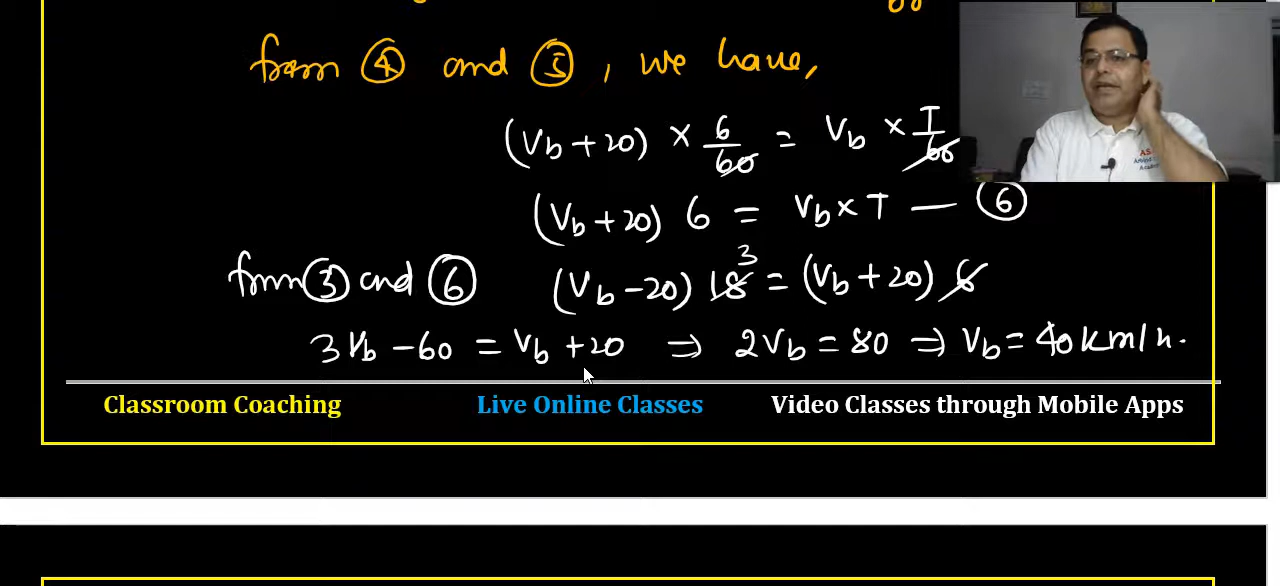 from ④ and ⑤, we have,
(Vb + 20) × 6/60 = Vb × T/60
(Vb + 20) 6 = Vb × T — ⑥
from ③ and ⑥ (Vb - 20) 18 3 = (Vb + 20) 6
3Vb - 60 = Vb + 20 ⇒ 2Vb = 80 ⇒ Vb = 40 km/h.
Classroom Coaching Live Online Classes Video Classes through Mobile Apps